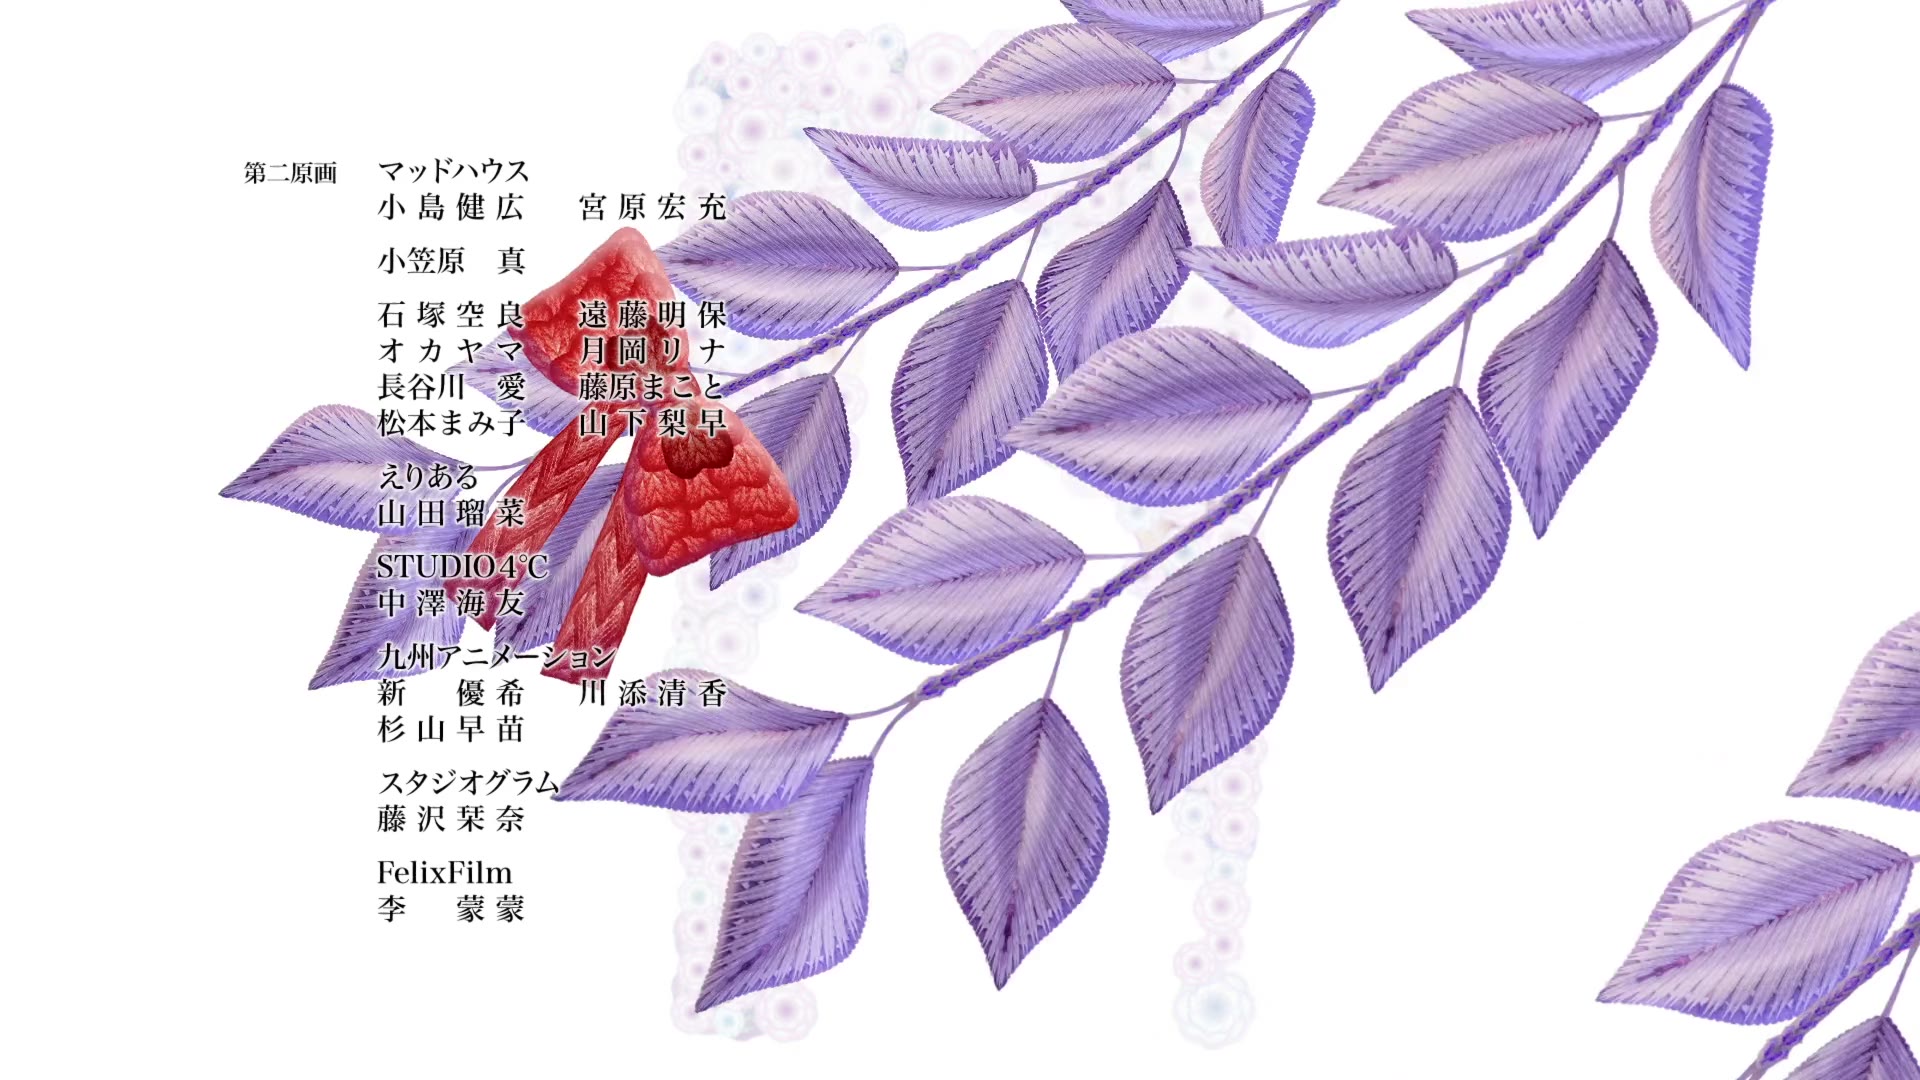 第二原画 マッドハウス
小島健広 宮原宏充
小笠原 真
石塚空良 遠藤明保
オカヤマ 月岡リナ
長谷川 愛 藤原まこと
松本まみ子 山下梨早
えりある
山田瑠菜
STUDIO4℃
中澤海友
九州アニメーション
新 優希 川添清香
杉山早苗
スタジオグラム
藤沢栞奈
FelixFilm
李 蒙蒙